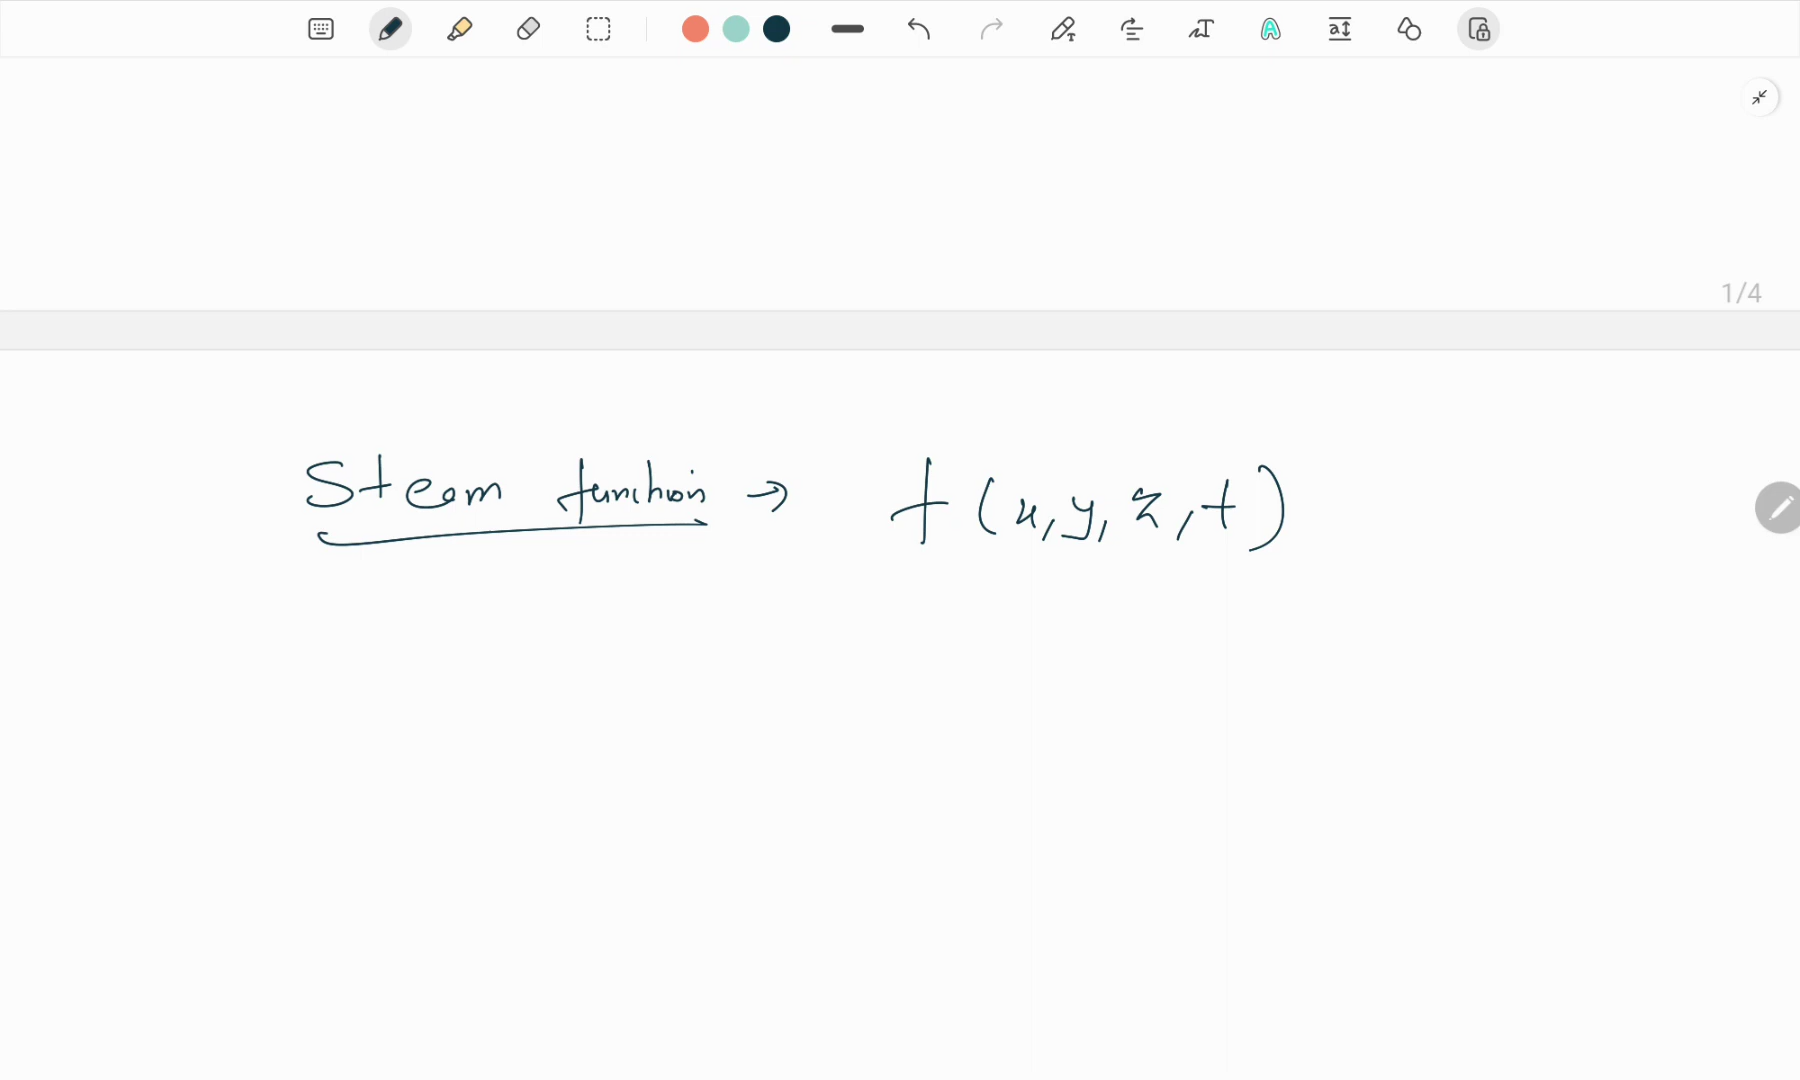 1/4
Steam function → f(x, y, z, t)